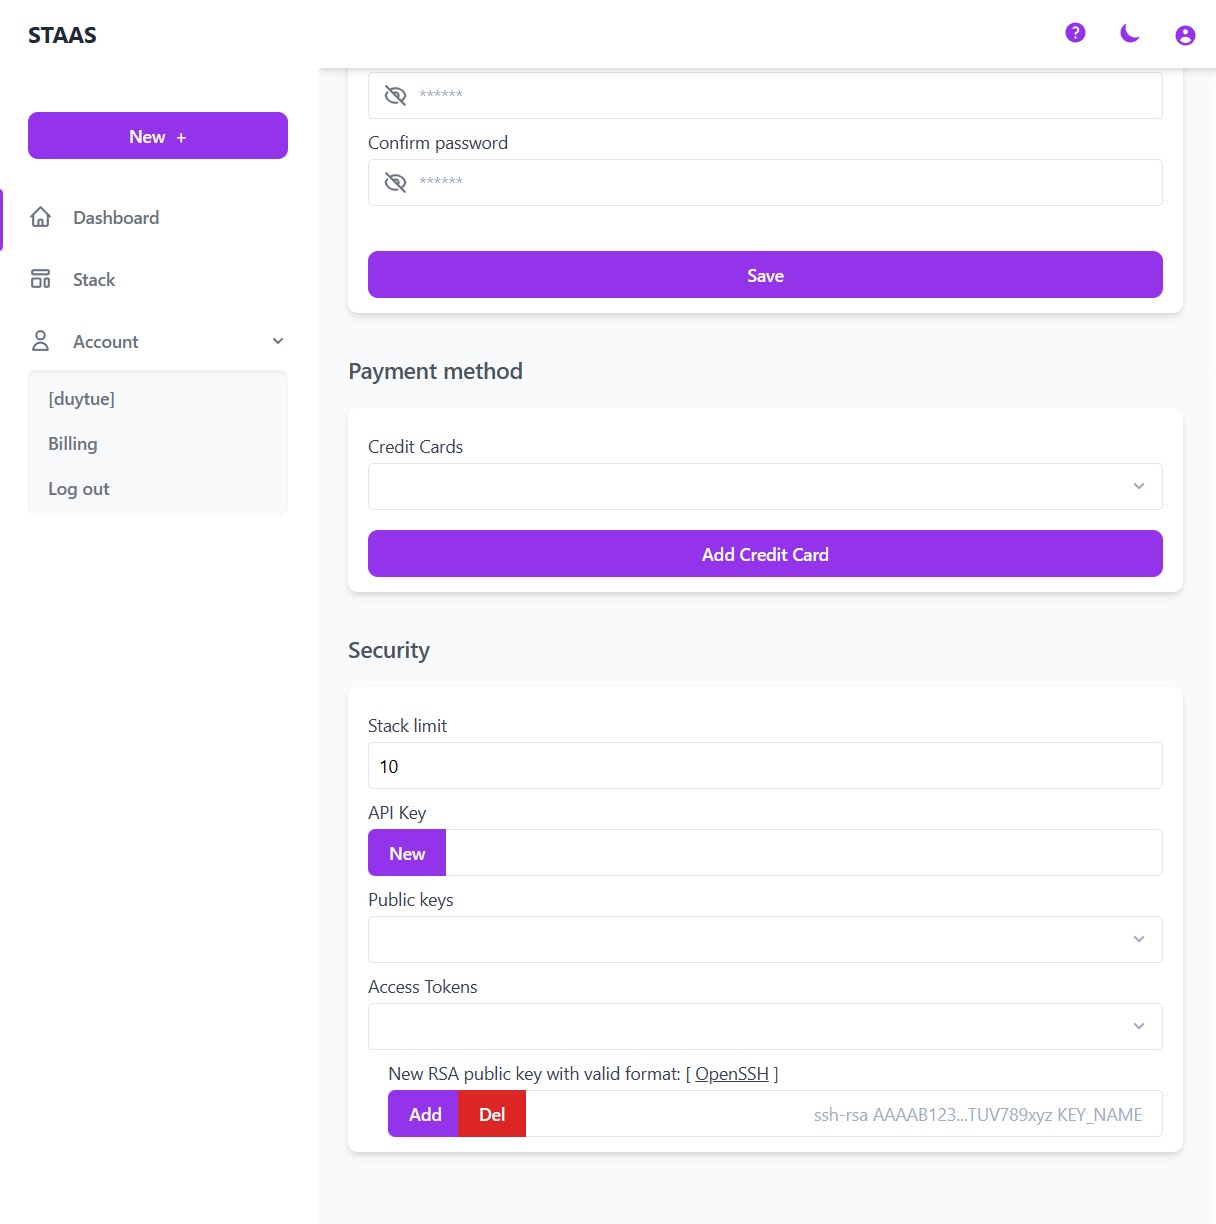 STAAS
?
New +
Dashboard
Stack
Account
[duytue]
Billing
Log out
******
Confirm password
******
Save
Payment method
Credit Cards
Add Credit Card
Security
Stack limit
10
API Key
New
Public keys
Access Tokens
New RSA public key with valid format: [ OpenSSH ]
Add Del ssh-rsa AAAAB123...TUV789xyz KEY_NAME